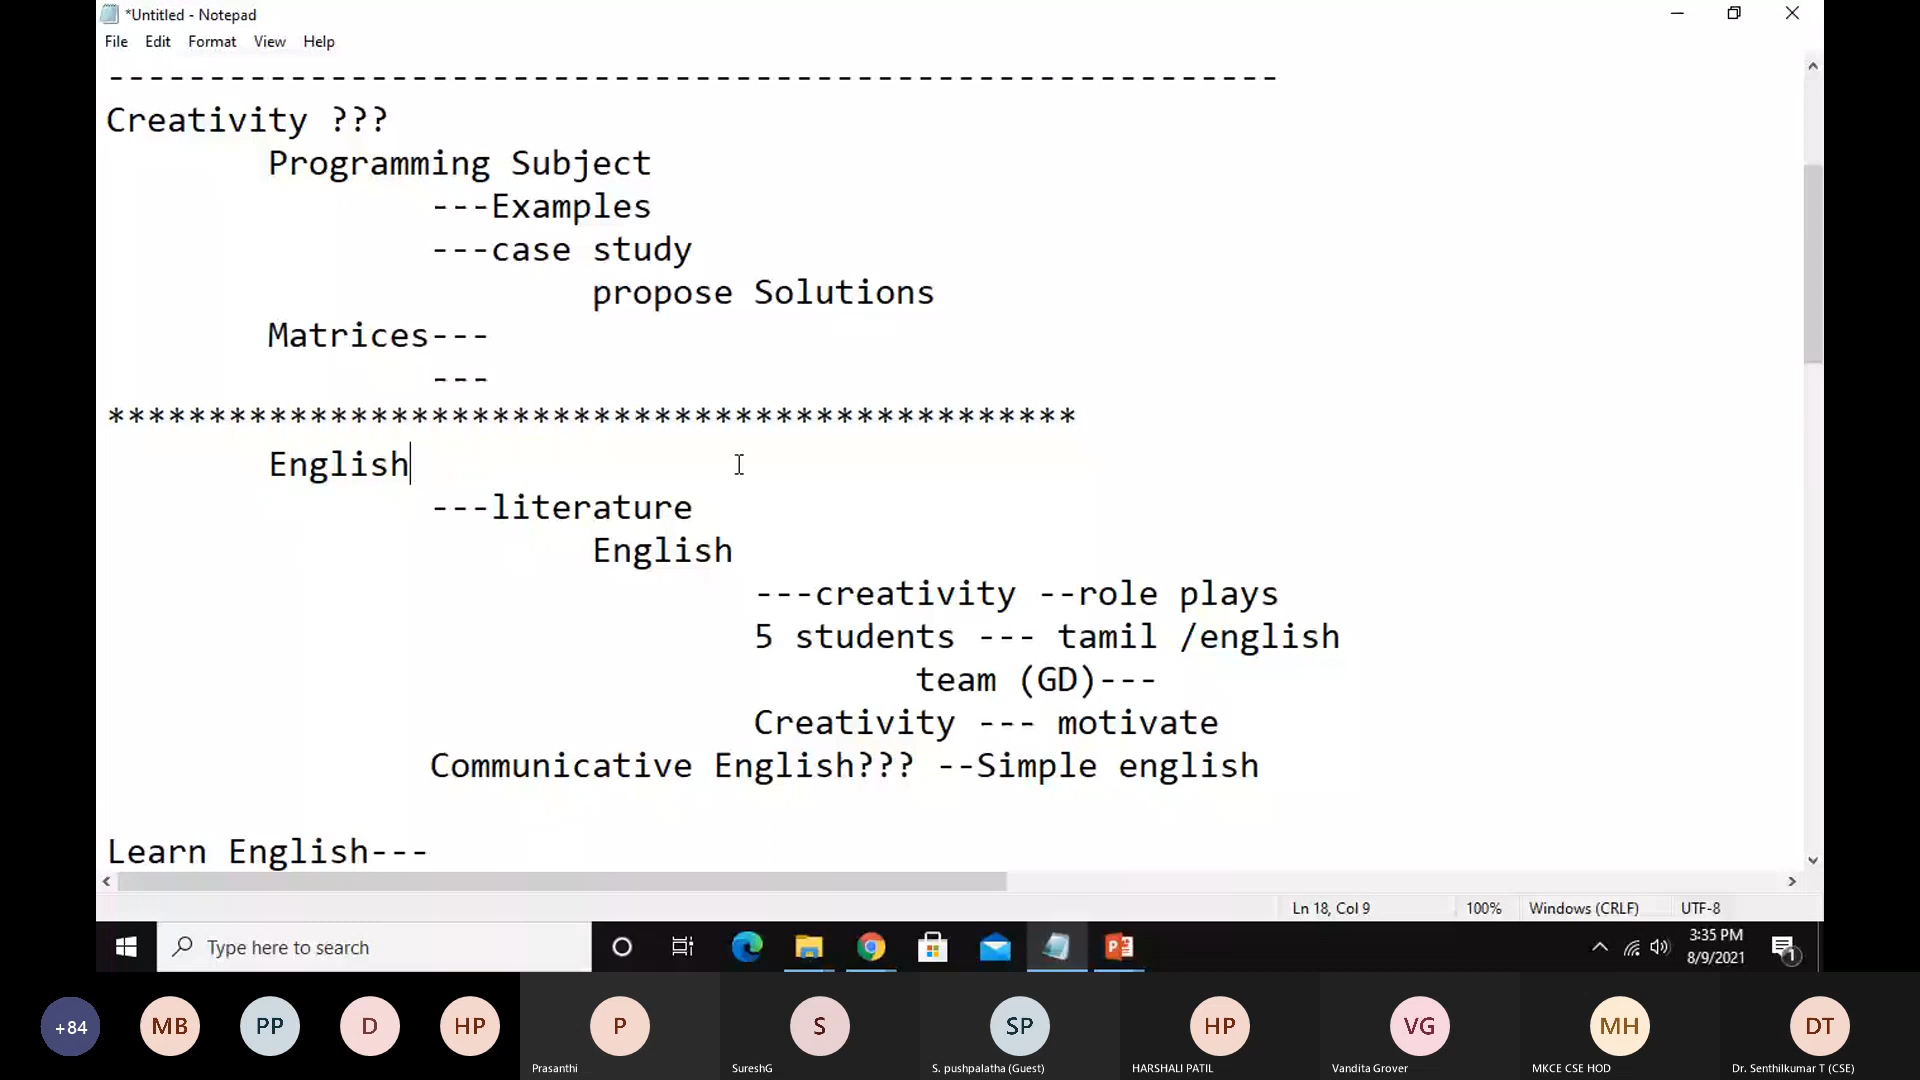 *Untitled - Notepad
File Edit Format View Help
----------------------------------------------------------
Creativity ???
Programming Subject
---Examples
---case study
propose Solutions
Matrices---
---
************************************************
English
---literature
English
---creativity --role plays
5 students --- tamil /english
team (GD)---
Creativity --- motivate
Communicative English??? --Simple english
Learn English---
Ln 18, Col 9 100% Windows (CRLF) UTF-8
Type here to search
3:35 PM
8/9/2021
1
+84 MB PP D HP P S SP HP VG MH DT
Prasanthi SureshG S. pushpalatha (Guest) HARSHALI PATIL Vandita Grover MKCE CSE HOD Dr. Senthilkumar T (CSE)